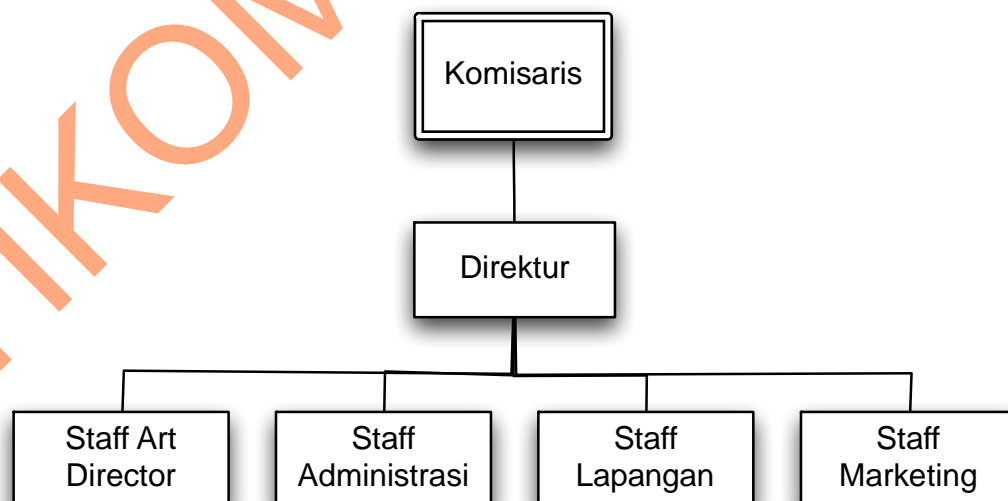 Komisaris
Direktur
Staff Art
Director
Staff
Administrasi
Staff
Lapangan
Staff
Marketing